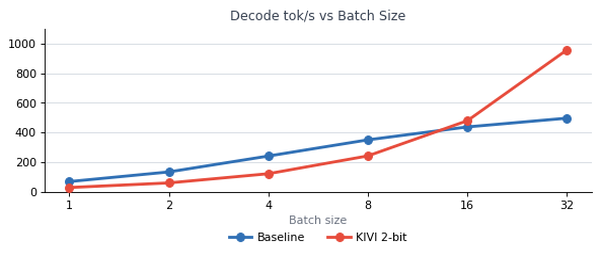 Decode tok/s vs Batch Size
1000
800
600
400
200
0
1 2 4 8 16 32
Batch size
Baseline KIVI 2-bit